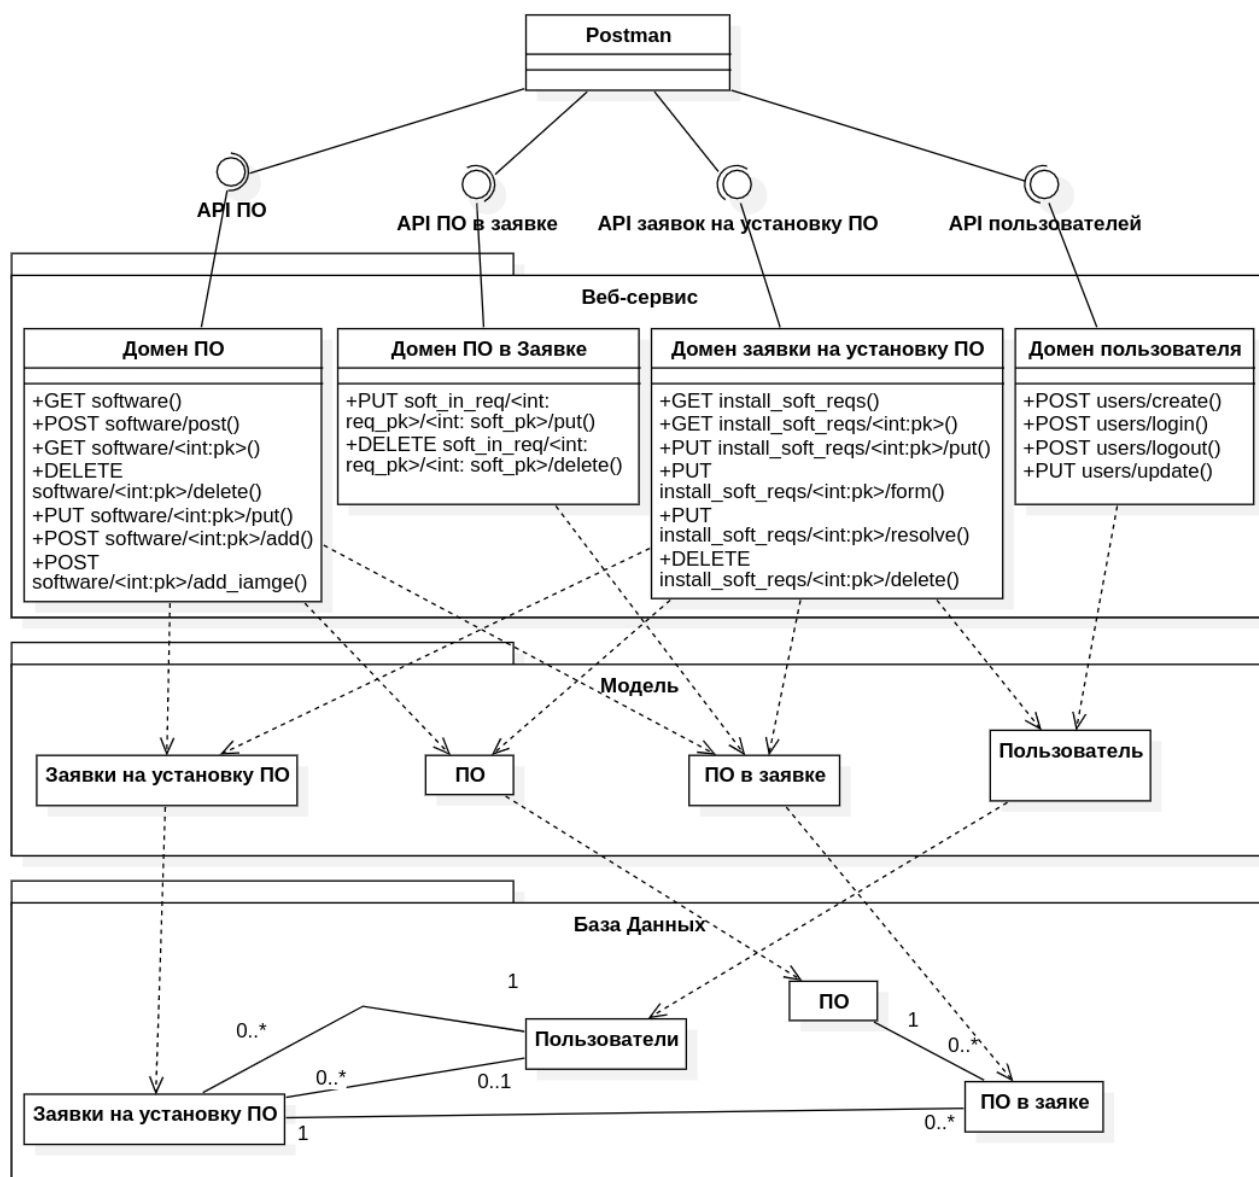 Postman
API ПО
API ПО в заявке
API заявок на установку ПО
API пользователей
Веб-сервис
Домен ПО
+GET software()
+POST software/post()
+GET software/<int:pk>()
+DELETE
software/<int:pk>/delete()
+PUT software/<int:pk>/put()
+POST software/<int:pk>/add()
+POST
software/<int:pk>/add_iamge()
Домен ПО в Заявке
+PUT soft_in_req/<int:
req_pk>/<int: soft_pk>/put()
+DELETE soft_in_req/<int:
req_pk>/<int: soft_pk>/delete()
Домен заявки на установку ПО
+GET install_soft_reqs()
+GET install_soft_reqs/<int:pk>()
+PUT install_soft_reqs/<int:pk>/put()
+PUT
install_soft_reqs/<int:pk>/form()
+PUT
install_soft_reqs/<int:pk>/resolve()
+DELETE
install_soft_reqs/<int:pk>/delete()
Домен пользователя
+POST users/create()
+POST users/login()
+POST users/logout()
+PUT users/update()
Модель
Заявки на установку ПО
ПО
ПО в заявке
Пользователь
База Данных
1
0..*
Пользователи
ПО
1
0..*
0..*
0..1
Заявки на установку ПО
1
0..*
ПО в заяке